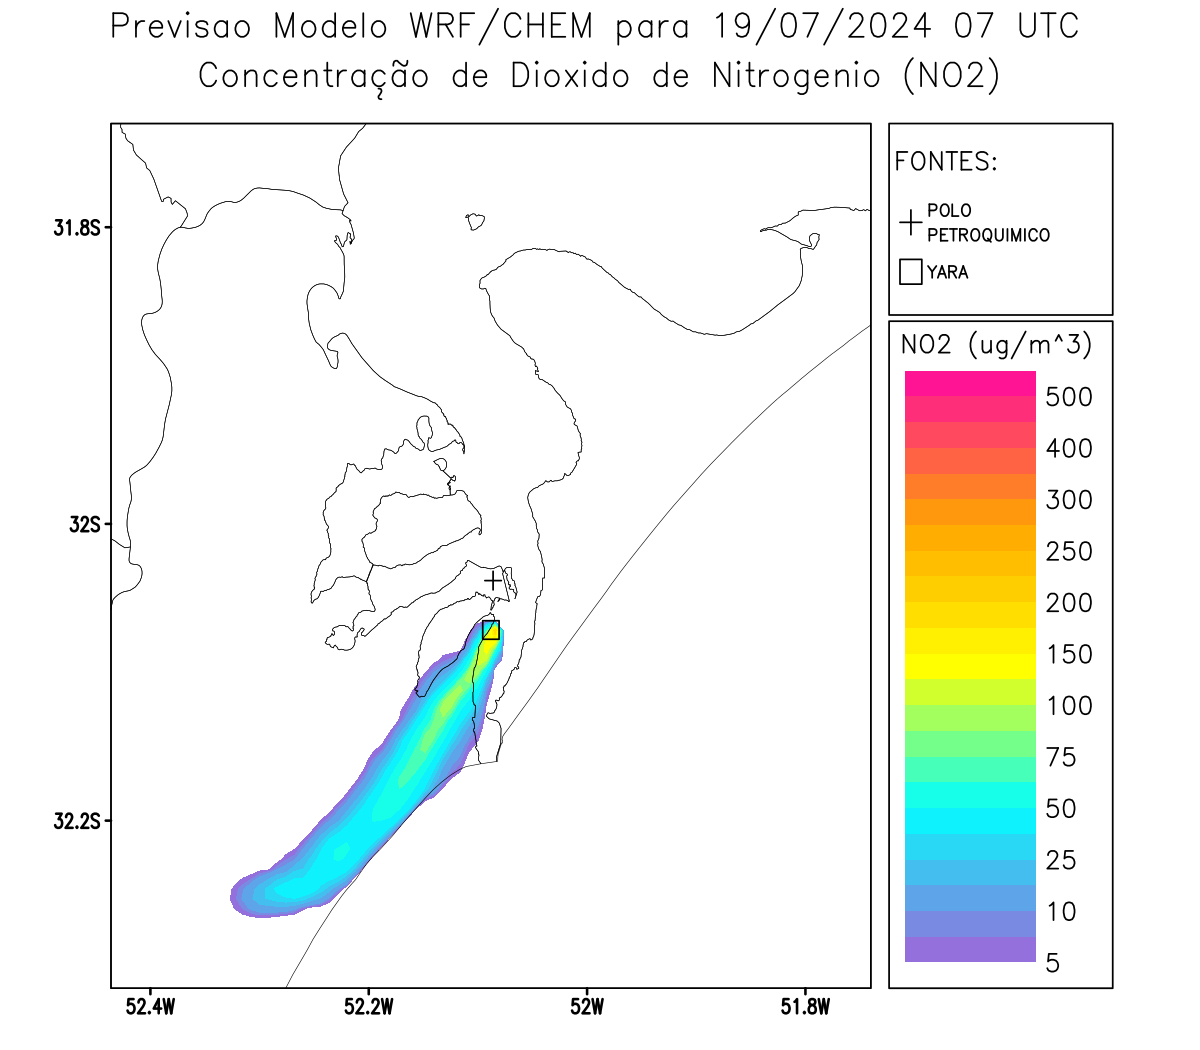 Previsao Modelo WRF/CHEM para 19/07/2024 07 UTC
Concentração de Dioxido de Nitrogenio (NO2)
FONTES:
POLO
PETROQUIMICO
YARA
NO2 (ug/m^3)
500
400
300
250
200
150
100
75
50
25
10
5
31.8S
32S
32.2S
52.4W
52.2W
52W
51.8W